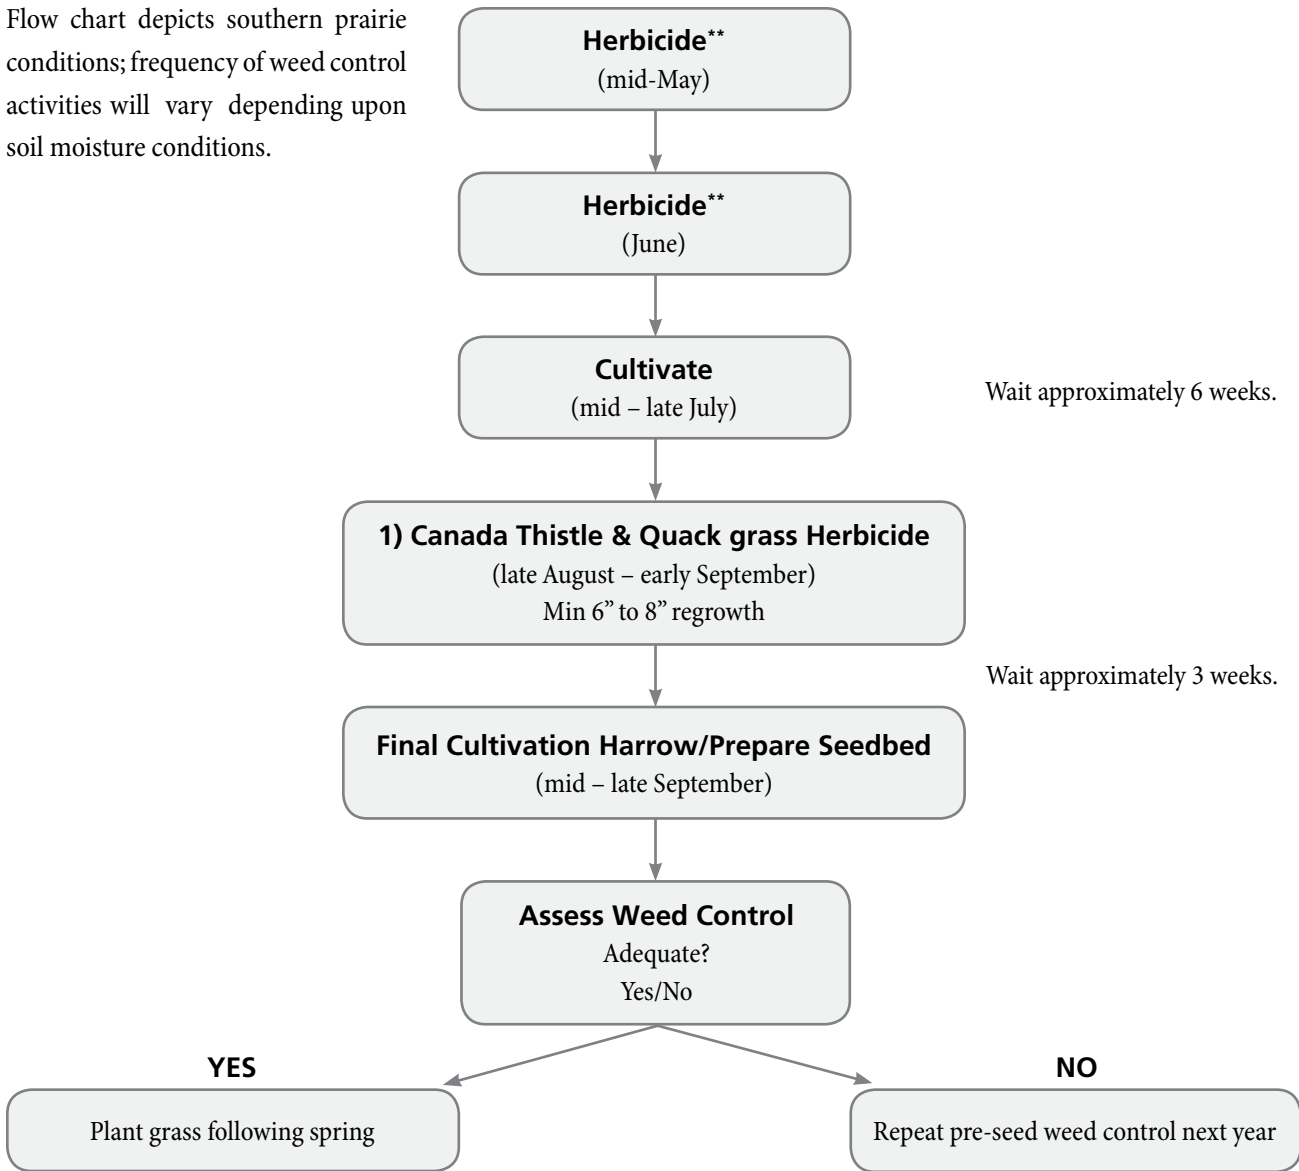 Flow chart depicts southern prairie
conditions; frequency of weed control
activities will vary depending upon
soil moisture conditions.
Herbicide**
(mid-May)
Herbicide**
(June)
Cultivate
(mid – late July)
Wait approximately 6 weeks.
1) Canada Thistle & Quack grass Herbicide
(late August – early September)
Min 6” to 8” regrowth
Wait approximately 3 weeks.
Final Cultivation Harrow/Prepare Seedbed
(mid – late September)
Assess Weed Control
Adequate?
Yes/No
YES
Plant grass following spring
NO
Repeat pre-seed weed control next year